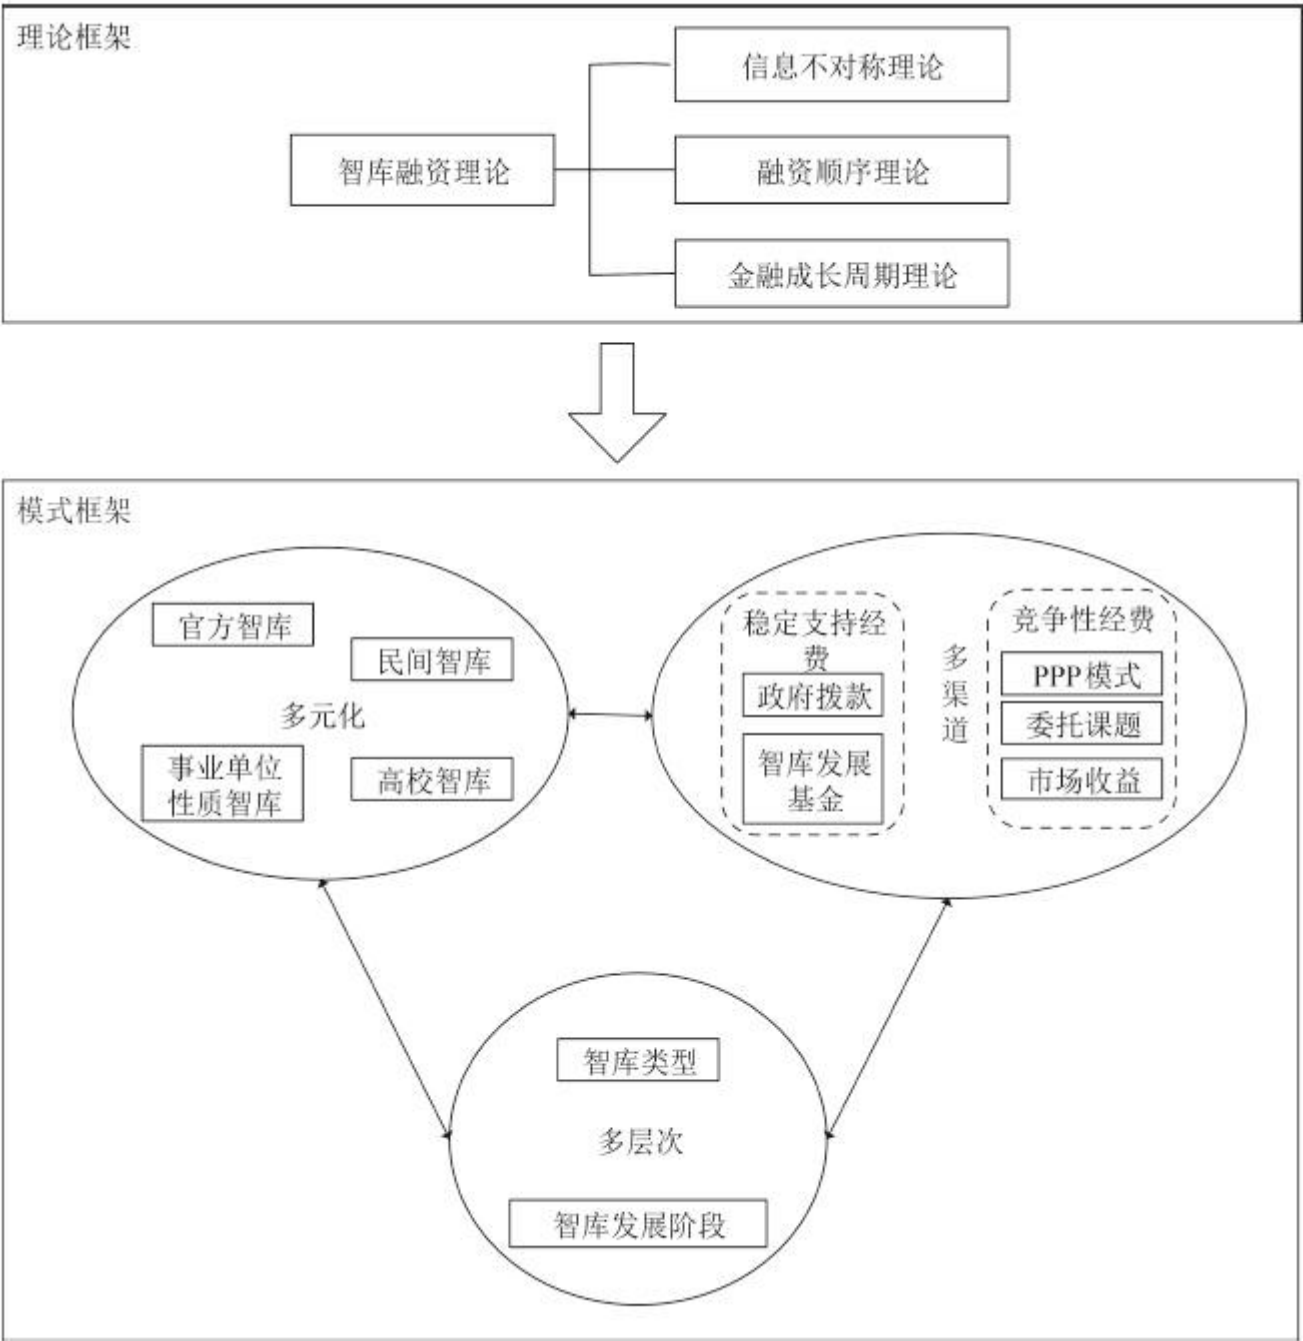 理论框架
信息不对称理论
智库融资理论
融资顺序理论
金融成长周期理论
模式框架
官方智库
民间智库
多元化
事业单位
性质智库
高校智库
稳定支持经
费
政府拨款
智库发展
基金
多
渠
道
竞争性经费
PPP模式
委托课题
市场收益
智库类型
多层次
智库发展阶段